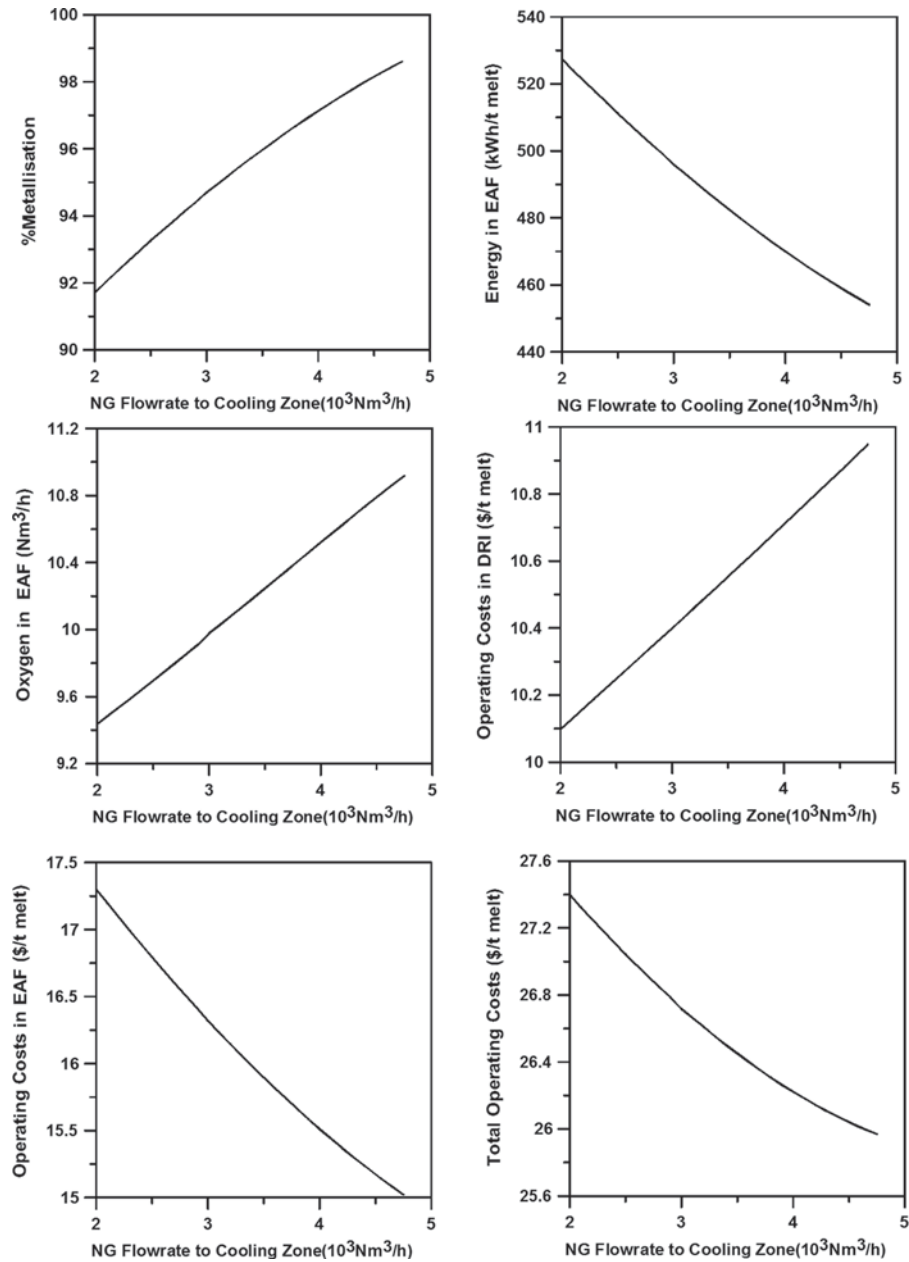 100
98
96
94
92
90
%Metallisation
2 3 4 5
NG Flowrate to Cooling Zone(10³Nm³/h)
540
520
500
480
460
440
Energy in EAF (kWh/t melt)
2 3 4 5
NG Flowrate to Cooling Zone(10³Nm³/h)
11.2
10.8
10.4
10
9.6
9.2
Oxygen in EAF (Nm³/h)
2 3 4 5
NG Flowrate to Cooling Zone(10³Nm³/h)
11
10.8
10.6
10.4
10.2
10
Operating Costs in DRI ($/t melt)
2 3 4 5
NG Flowrate to Cooling Zone(10³Nm³/h)
17.5
17
16.5
16
15.5
15
Operating Costs in EAF ($/t melt)
2 3 4 5
NG Flowrate to Cooling Zone(10³Nm³/h)
27.6
27.2
26.8
26.4
26
25.6
Total Operating Costs ($/t melt)
2 3 4 5
NG Flowrate to Cooling Zone(10³Nm³/h)